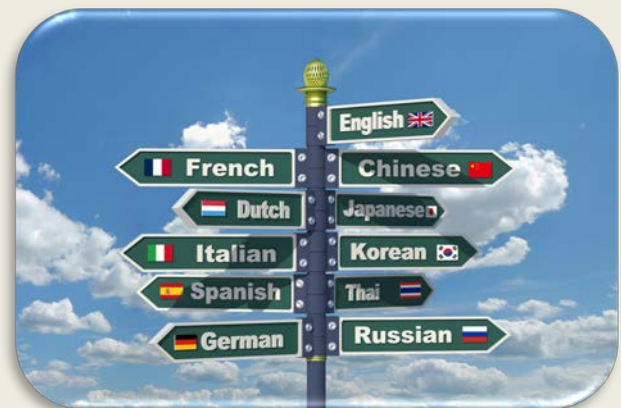 English
French
Chinese
Dutch
Japanese
Italian
Korean
Spanish
Thai
German
Russian